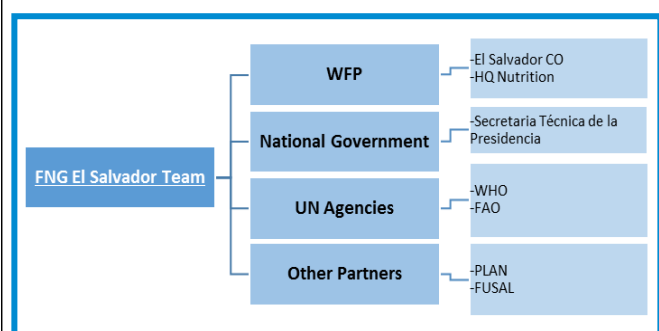 FNG El Salvador Team
WFP
-El Salvador CO
-HQ Nutrition
National Government
-Secretaria Técnica de la
Presidencia
UN Agencies
-WHO
-FAO
Other Partners
-PLAN
-FUSAL